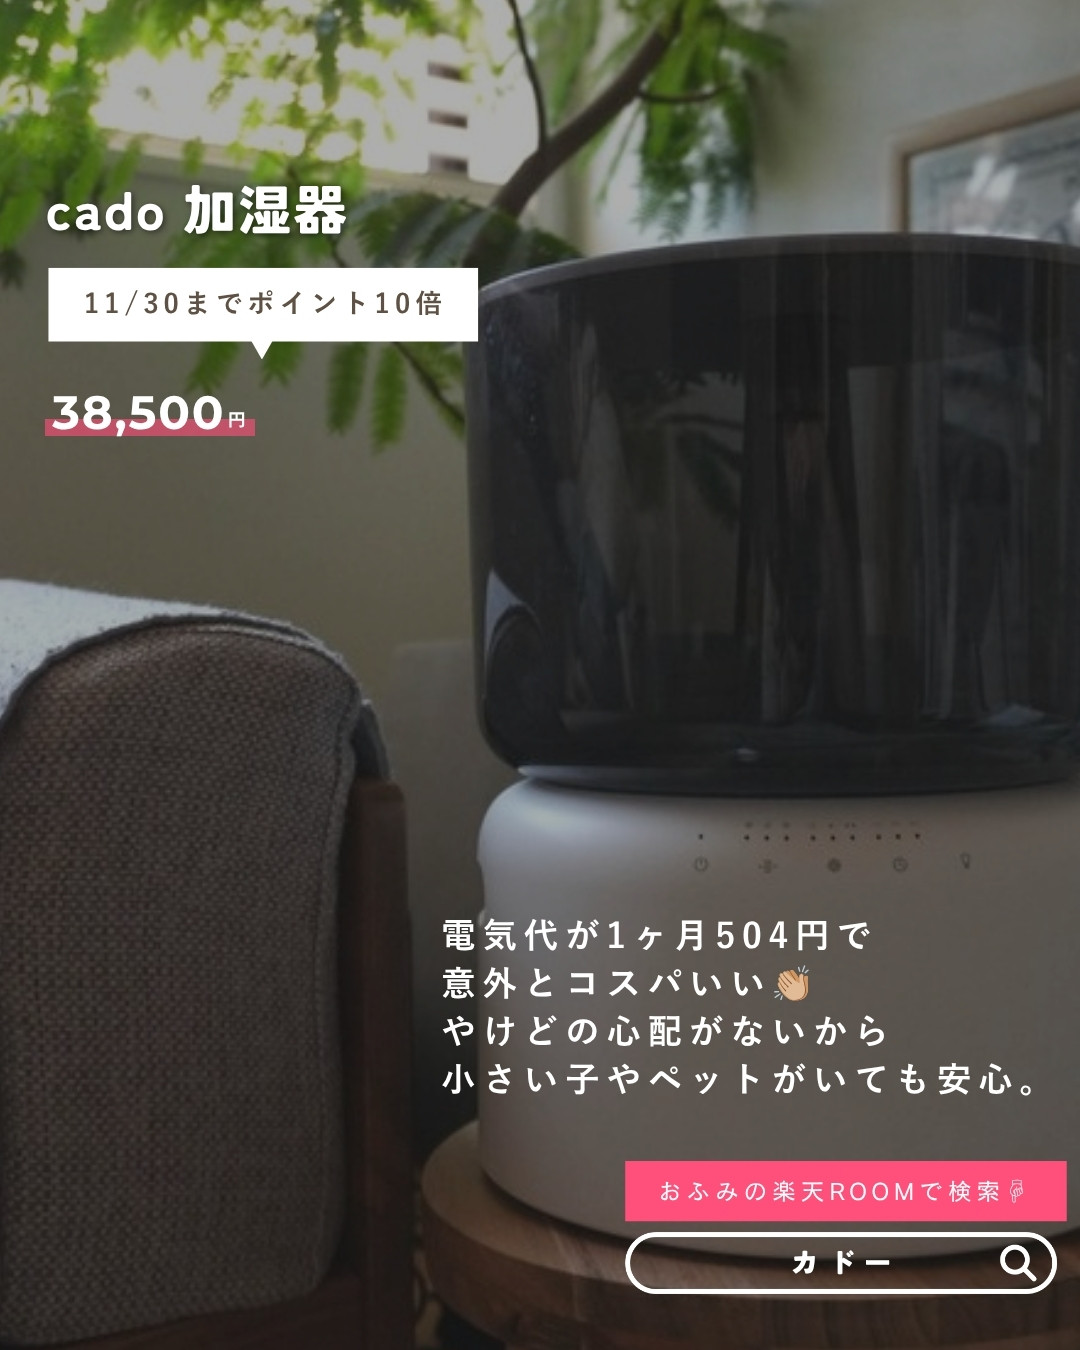 cado 加湿器
11/30までポイント10倍
38,500円
電気代が1ヶ月504円で
意外とコスパいい👏🏼
やけどの心配がないから
小さい子やペットがいても安心。
おふみの楽天ROOMで検索☟
カドー